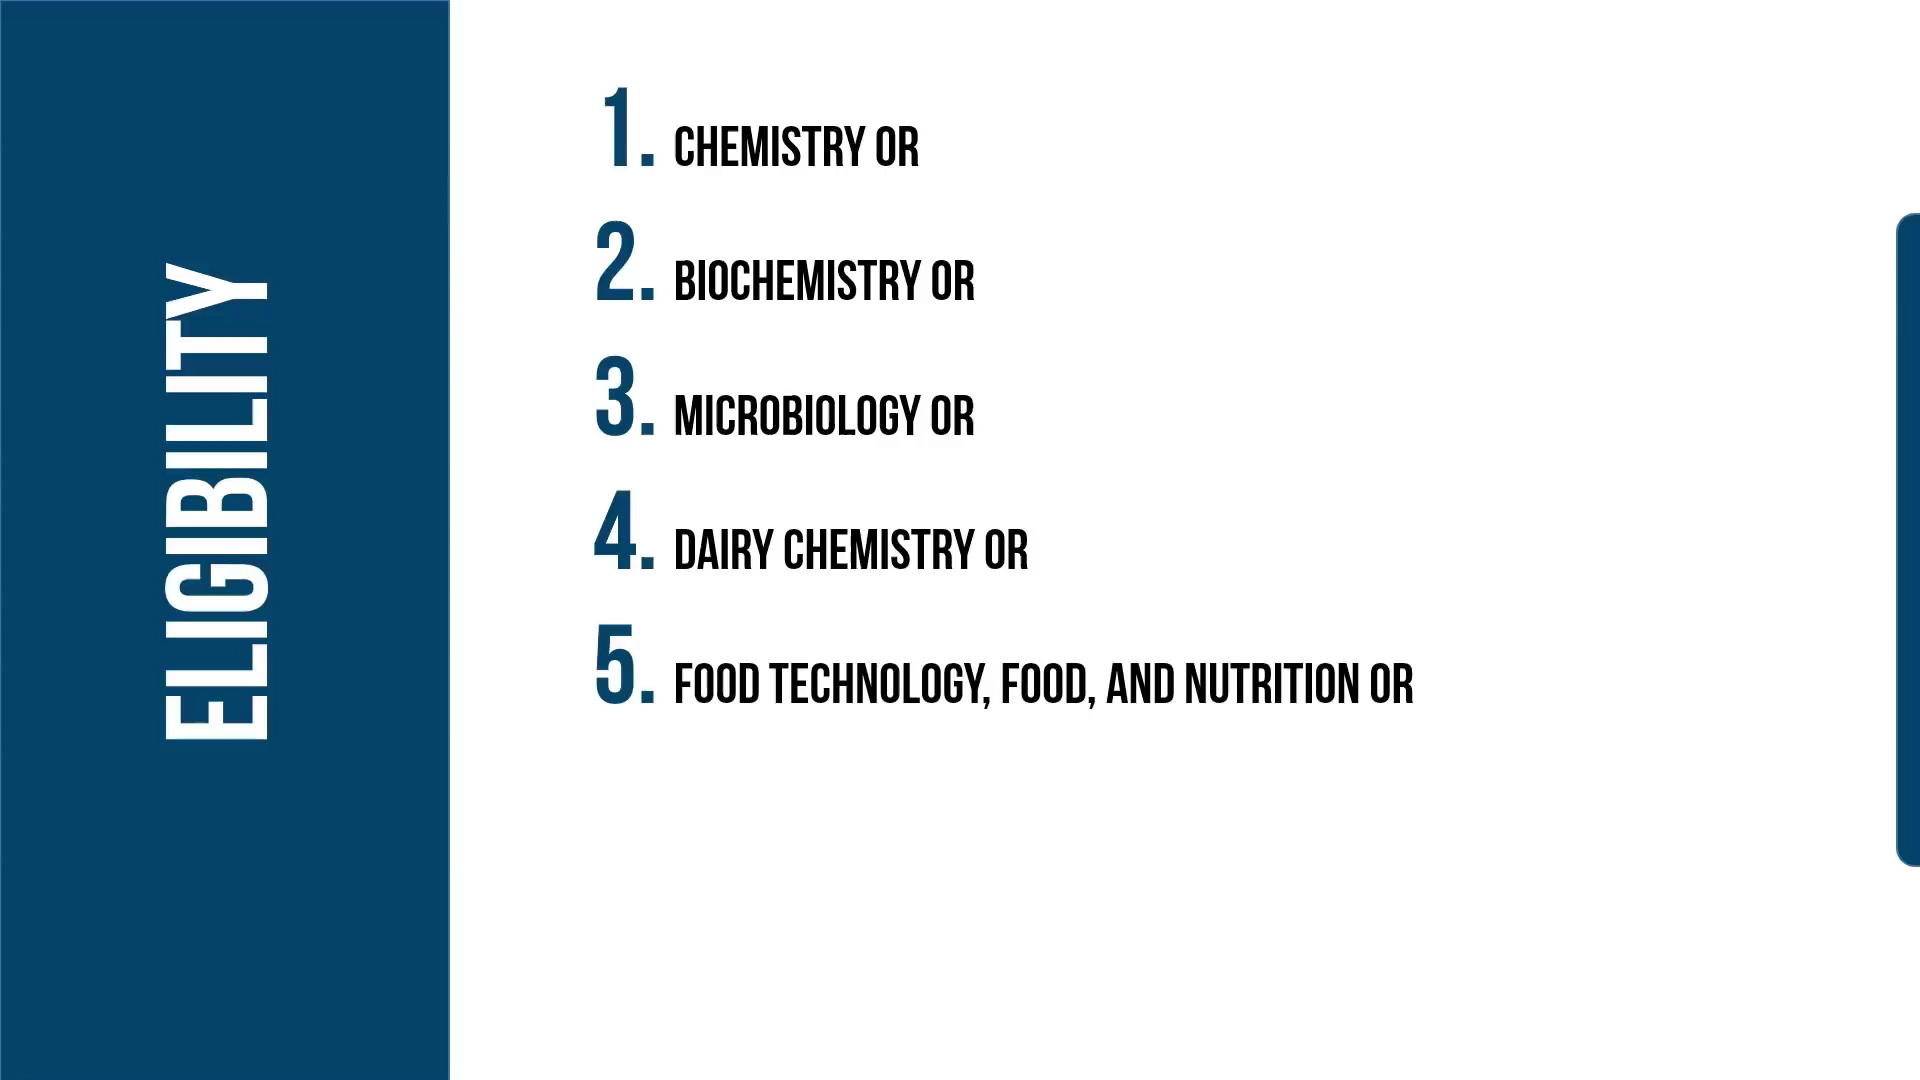 ELIGIBILITY
1. CHEMISTRY OR
2. BIOCHEMISTRY OR
3. MICROBIOLOGY OR
4. DAIRY CHEMISTRY OR
5. FOOD TECHNOLOGY, FOOD, AND NUTRITION OR